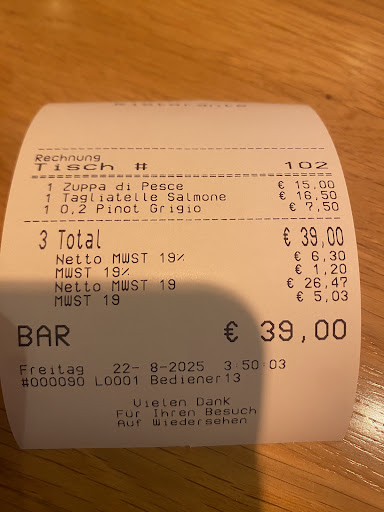 Ristorante
Rechnung
Tisch # 102
1 Zuppa di Pesce € 15,00
1 Tagliatelle Salmone € 16,50
1 0,2 Pinot Grigio € 7,50
3 Total € 39,00
Netto MWST 19% € 6,30
MWST 19% € 1,20
Netto MWST 19 € 26,47
MWST 19 € 5,03
BAR € 39,00
Freitag 22- 8-2025 3:50:03
#000090 L0001 Bediener13
Vielen Dank
Für Ihren Besuch
Auf Wiedersehen